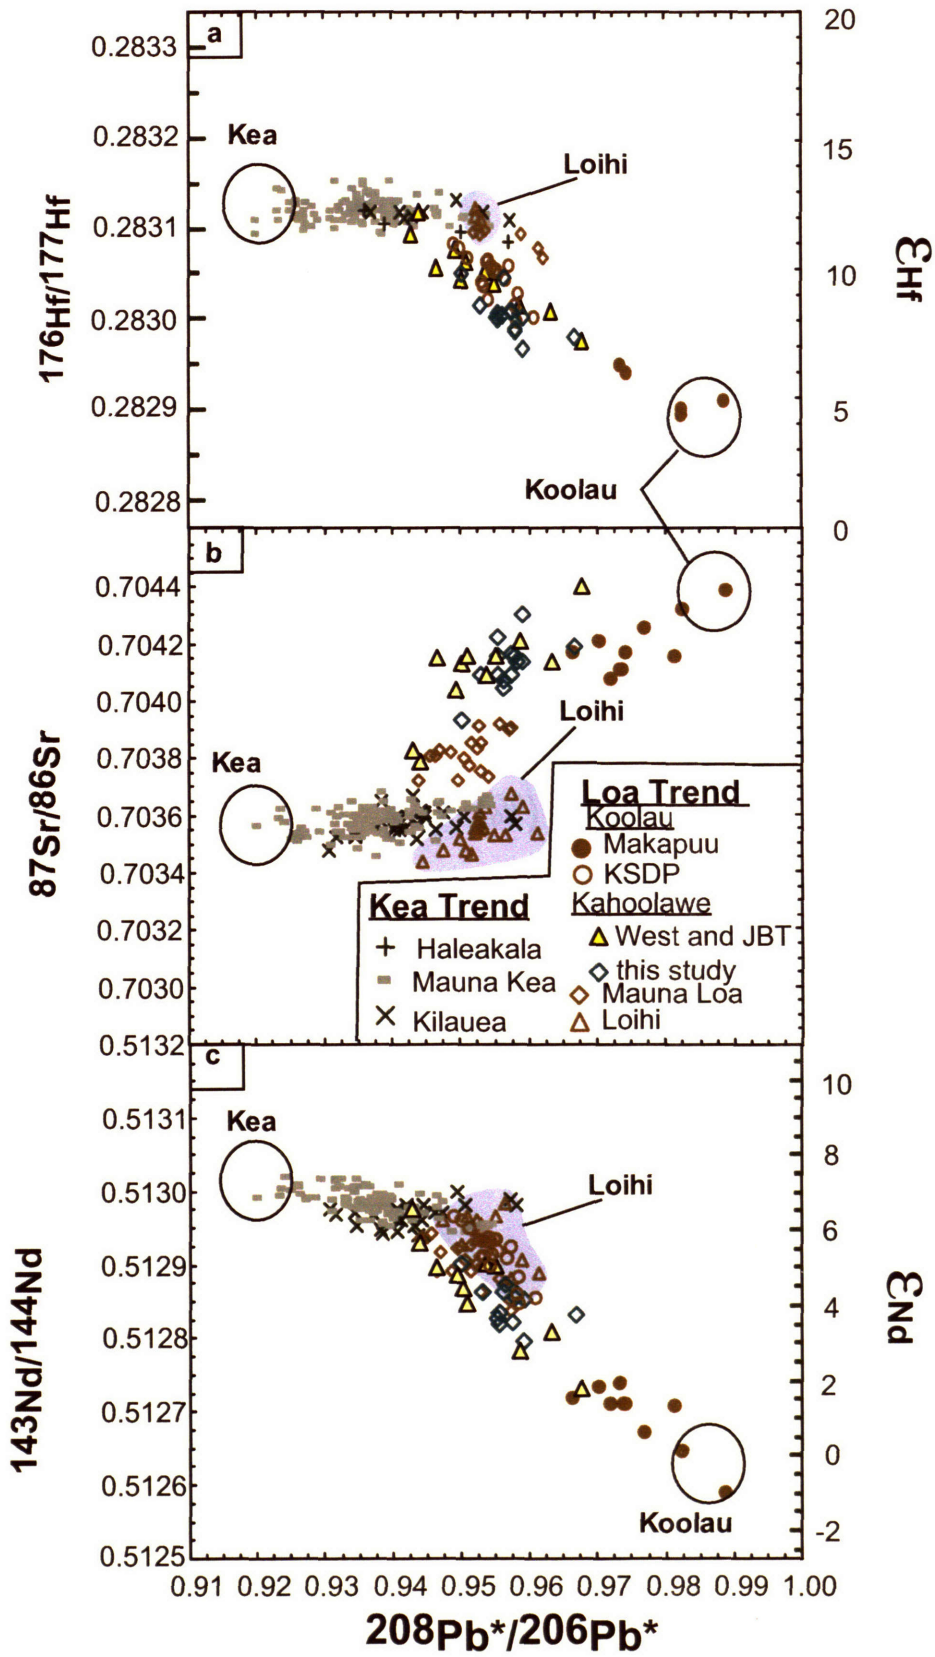 a
0.2833
0.2832
0.2831
0.2830
0.2829
0.2828
176Hf/177Hf
20
15
10
5
0
εHf
Kea
Loihi
Koolau
b
0.7044
0.7042
0.7040
0.7038
0.7036
0.7034
0.7032
0.7030
87Sr/86Sr
Kea
Loihi
Loa Trend
Koolau
Makapuu
KSDP
Kahoolawe
West and JBT
this study
Mauna Loa
Loihi
Kea Trend
Haleakala
Mauna Kea
Kilauea
c
0.5132
0.5131
0.5130
0.5129
0.5128
0.5127
0.5126
0.5125
143Nd/144Nd
10
8
6
4
2
0
-2
εNd
Kea
Loihi
Koolau
0.91 0.92 0.93 0.94 0.95 0.96 0.97 0.98 0.99 1.00
208Pb*/206Pb*